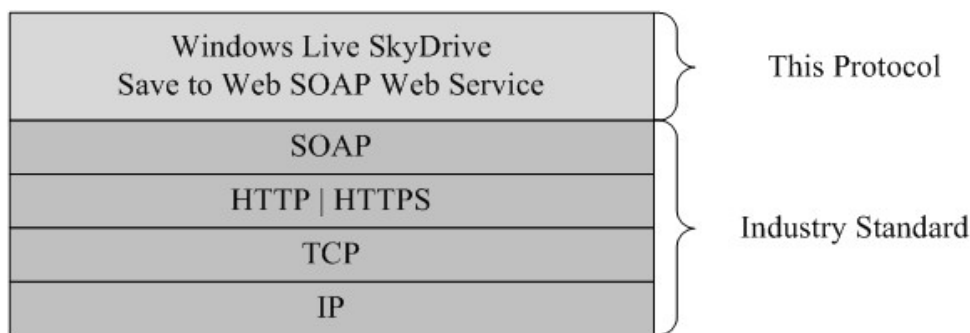 Windows Live SkyDrive
Save to Web SOAP Web Service
This Protocol
SOAP
HTTP | HTTPS
TCP
IP
Industry Standard